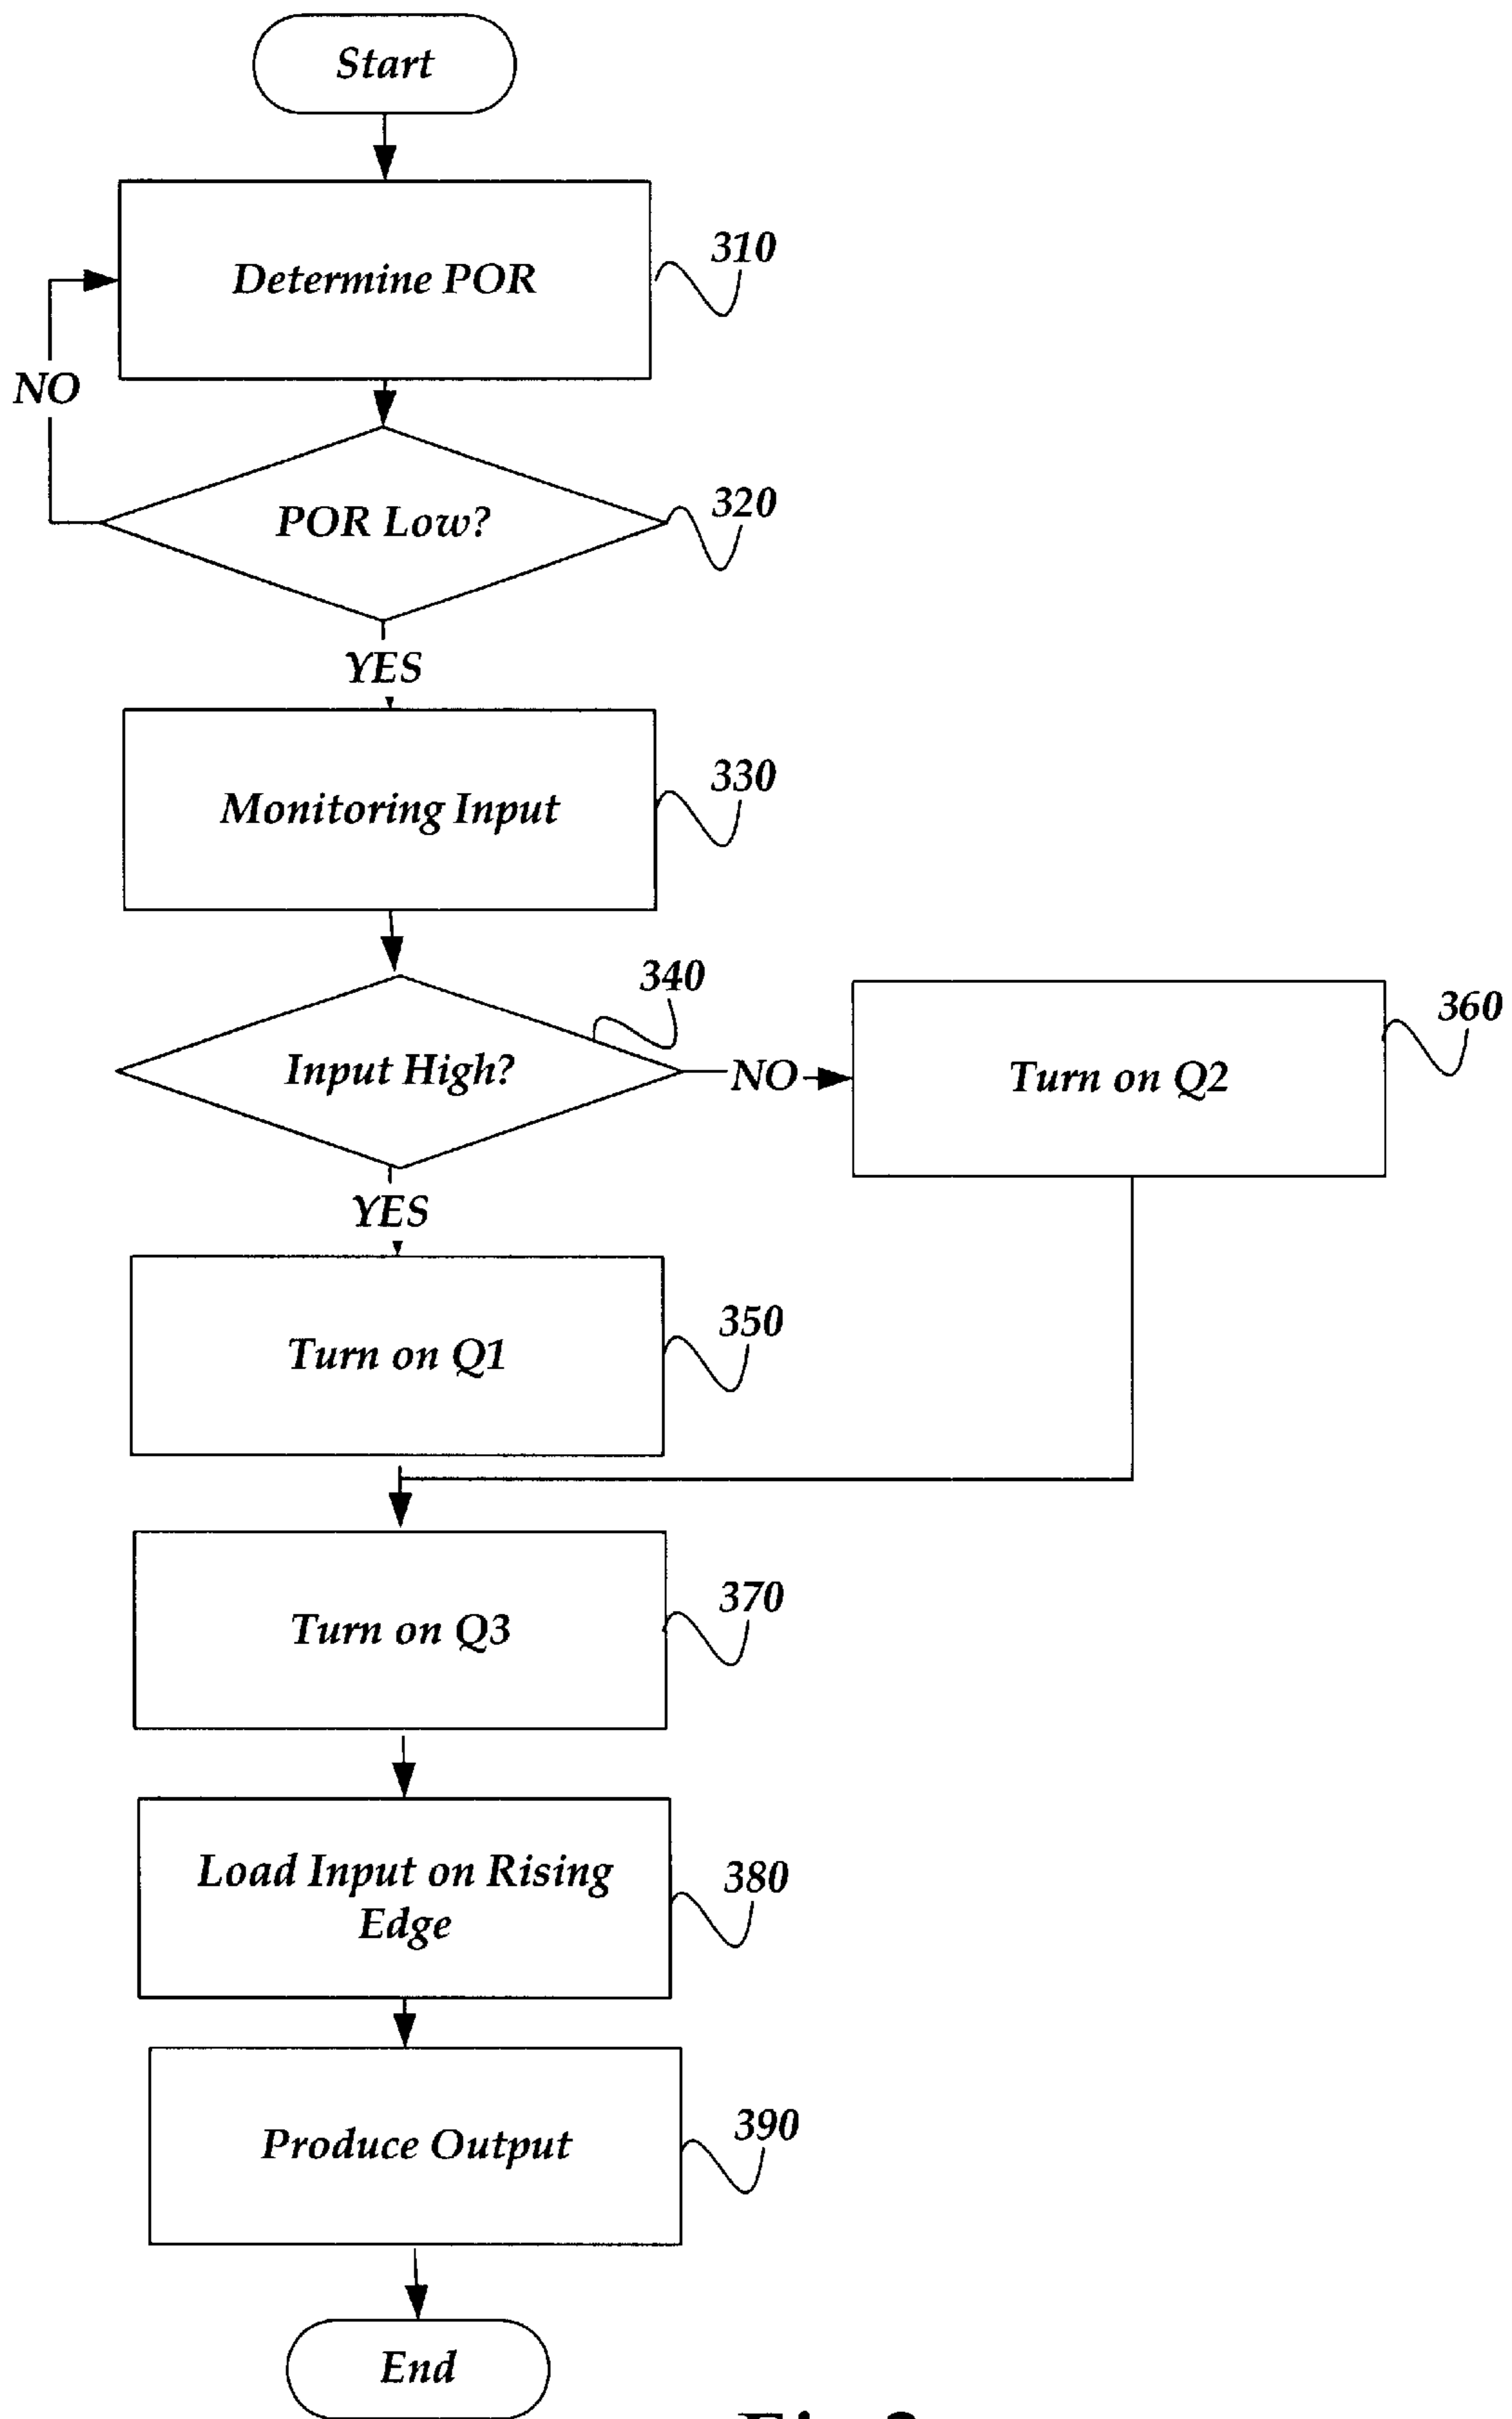 Start
Determine POR
310
NO
POR Low?
320
YES
Monitoring Input
330
340
Input High?
NO
Turn on Q2
360
YES
Turn on Q1
350
Turn on Q3
370
Load Input on Rising
Edge
380
Produce Output
390
End